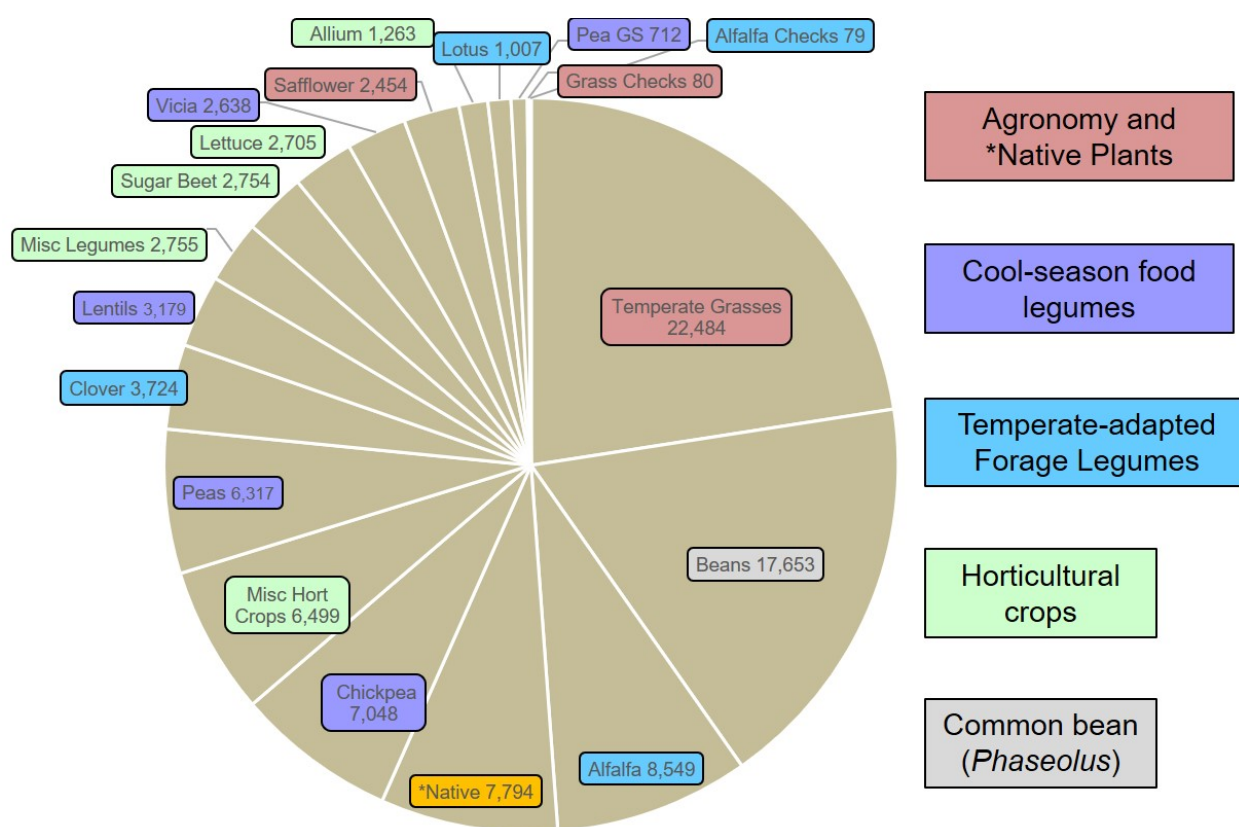 Allium 1,263
Lotus 1,007
Pea GS 712
Alfalfa Checks 79
Safflower 2,454
Grass Checks 80
Vicia 2,638
Lettuce 2,705
Sugar Beet 2,754
Misc Legumes 2,755
Lentils 3,179
Clover 3,724
Peas 6,317
Misc Hort
Crops 6,499
Chickpea
7,048
*Native 7,794
Alfalfa 8,549
Beans 17,653
Temperate Grasses
22,484
Agronomy and
*Native Plants
Cool-season food
legumes
Temperate-adapted
Forage Legumes
Horticultural
crops
Common bean
(Phaseolus)